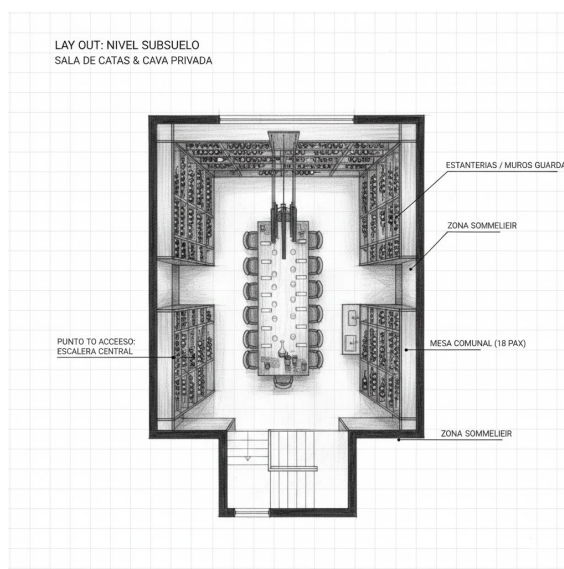 LAY OUT: NIVEL SUBSUELO
SALA DE CATAS & CAVA PRIVADA
ESTANTERIAS / MUROS GUARDA
ZONA SOMMELIEIR
PUNTO TO ACCEESO:
ESCALERA CENTRAL
MESA COMUNAL (18 PAX)
ZONA SOMMELIEIR